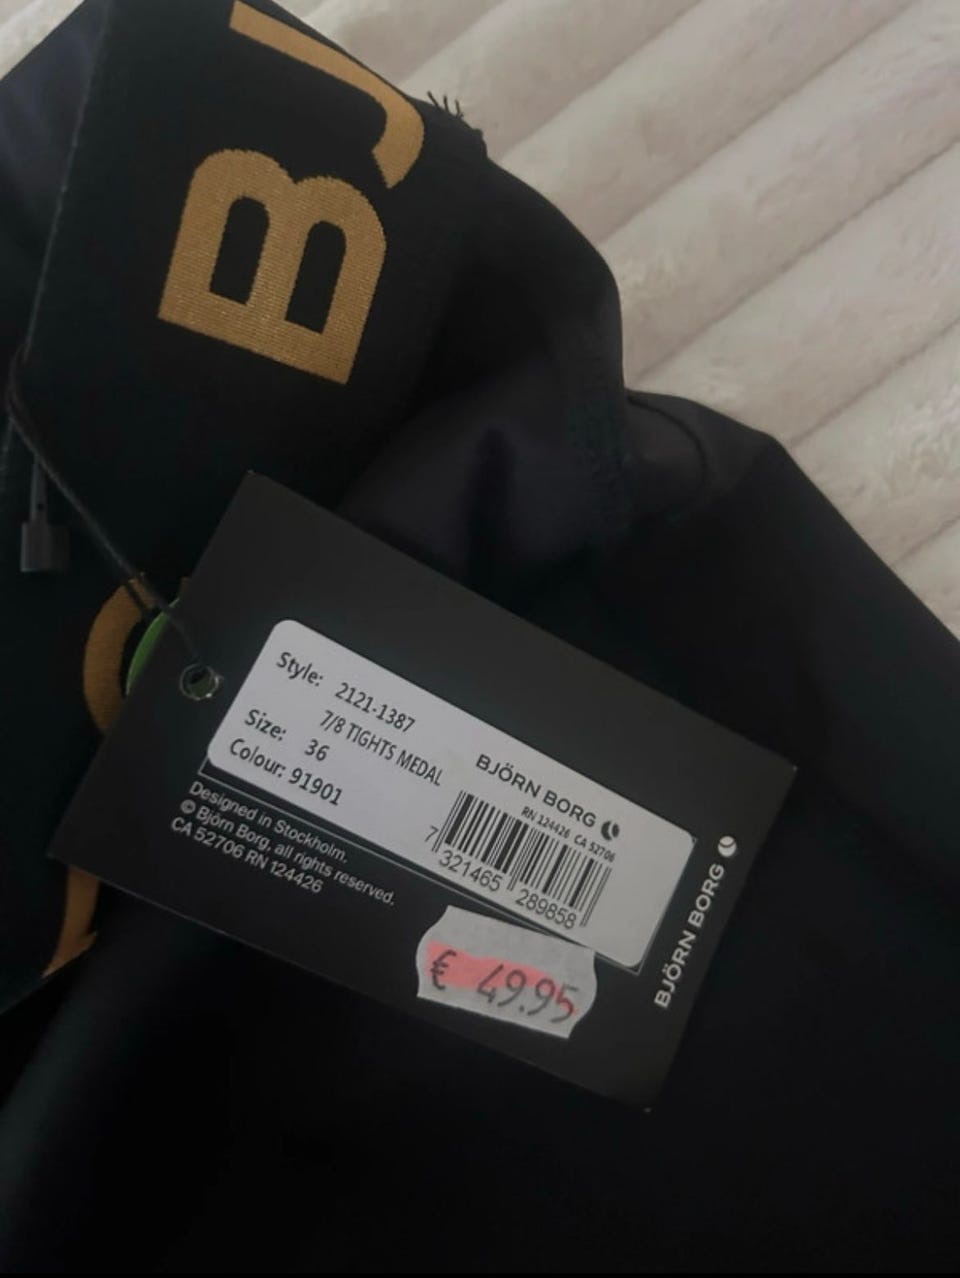 BJ
Style: 2121-1387
7/8 TIGHTS MEDAL
Size: 36
Colour: 91901
BJÖRN BORG
RN 124426 CA 52706
7 321465 289858
Designed in Stockholm.
© Björn Borg, all rights reserved.
CA 52706 RN 124426
€ 49.95
BJÖRN BORG